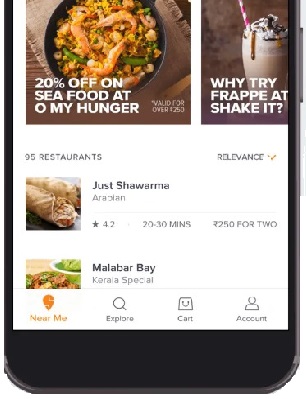 20% OFF ON
SEA FOOD AT
O MY HUNGER
*VALID FOR
OVER ₹250
WHY TRY
FRAPPE AT
SHAKE IT?
95 RESTAURANTS
RELEVANCE
Just Shawarma
Arabian
★ 4.2
20-30 MINS
₹250 FOR TWO
Malabar Bay
Kerala Special
Near Me
Explore
Cart
Account